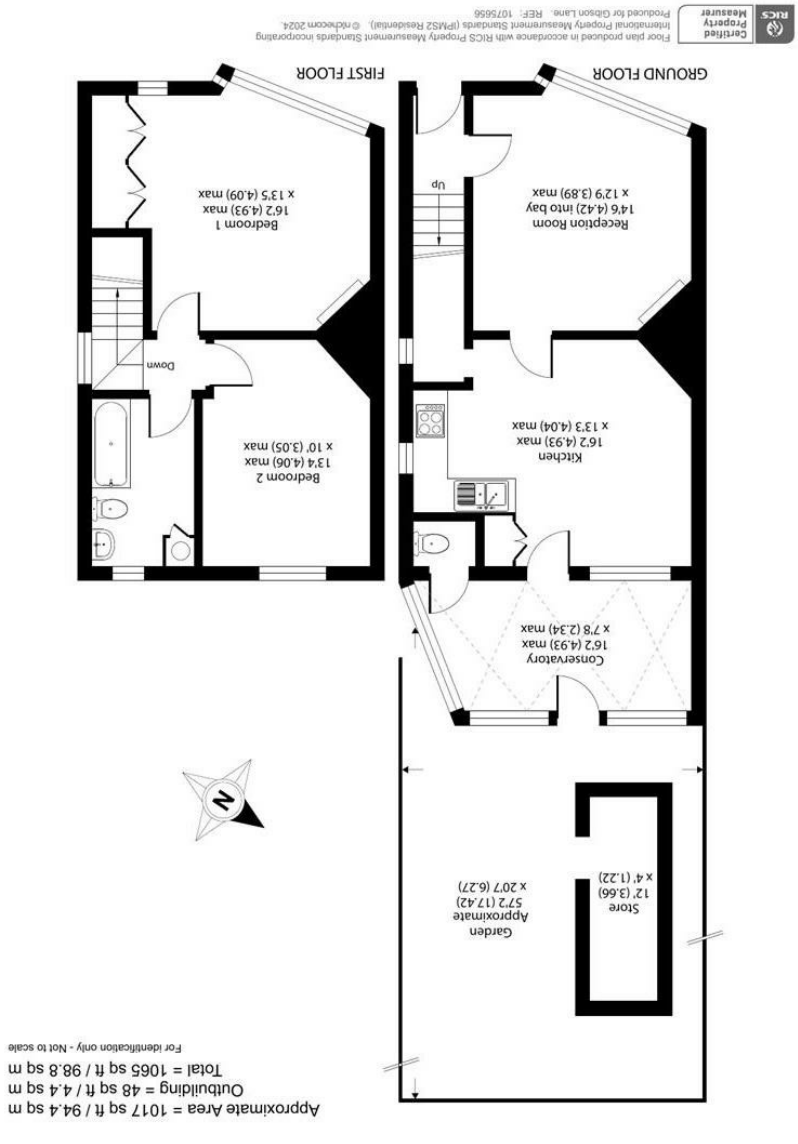 Approximate Area = 1017 sq ft / 94.4 sq m
Outbuilding = 48 sq ft / 4.4 sq m
Total = 1065 sq ft / 98.8 sq m
For identification only - Not to scale
Store
12' (3.66)
x 4' (1.22)
Garden
Approximate
57'2 (17.42)
x 20'7 (6.27)
N
Conservatory
16'2 (4.93) max
x 7'8 (2.34) max
Kitchen
16'2 (4.93) max
x 13'3 (4.04) max
Bedroom 2
13'4 (4.06) max
x 10' (3.05) max
Down
Reception Room
14'6 (4.42) into bay
x 12'9 (3.89) max
Up
Bedroom 1
16'2 (4.93) max
x 13'5 (4.09) max
GROUND FLOOR
FIRST FLOOR
RICS
Certified
Property
Measurer
Floor plan produced in accordance with RICS Property Measurement Standards incorporating
International Property Measurement Standards (IPMS2 Residential). © nichecom 2024.
Produced for Gibson Lane. REF: 1075656